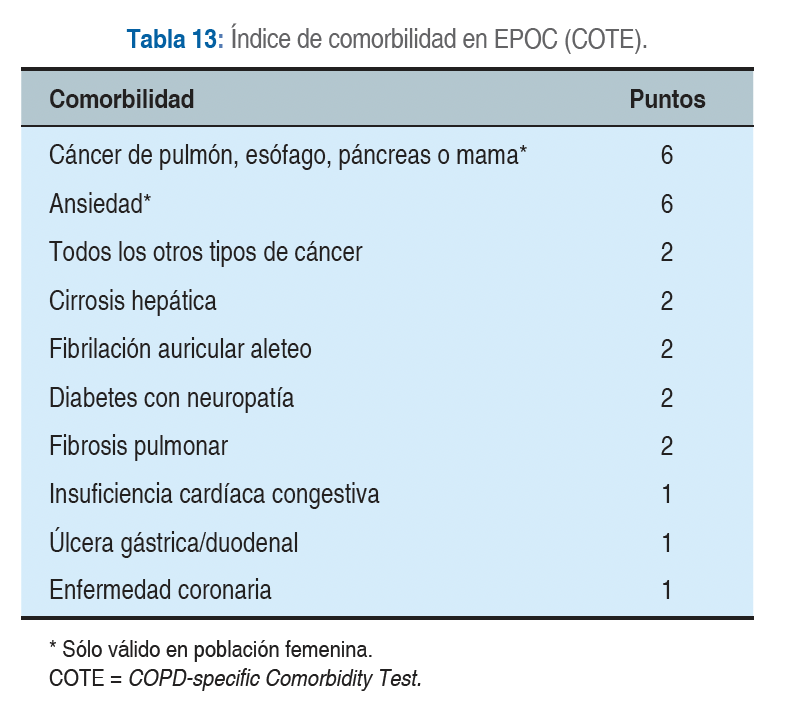 Tabla 13: Índice de comorbilidad en EPOC (COTE).
Comorbilidad Puntos
Cáncer de pulmón, esófago, páncreas o mama* 6
Ansiedad* 6
Todos los otros tipos de cáncer 2
Cirrosis hepática 2
Fibrilación auricular aleteo 2
Diabetes con neuropatía 2
Fibrosis pulmonar 2
Insuficiencia cardíaca congestiva 1
Úlcera gástrica/duodenal 1
Enfermedad coronaria 1
* Sólo válido en población femenina.
COTE = COPD-specific Comorbidity Test.